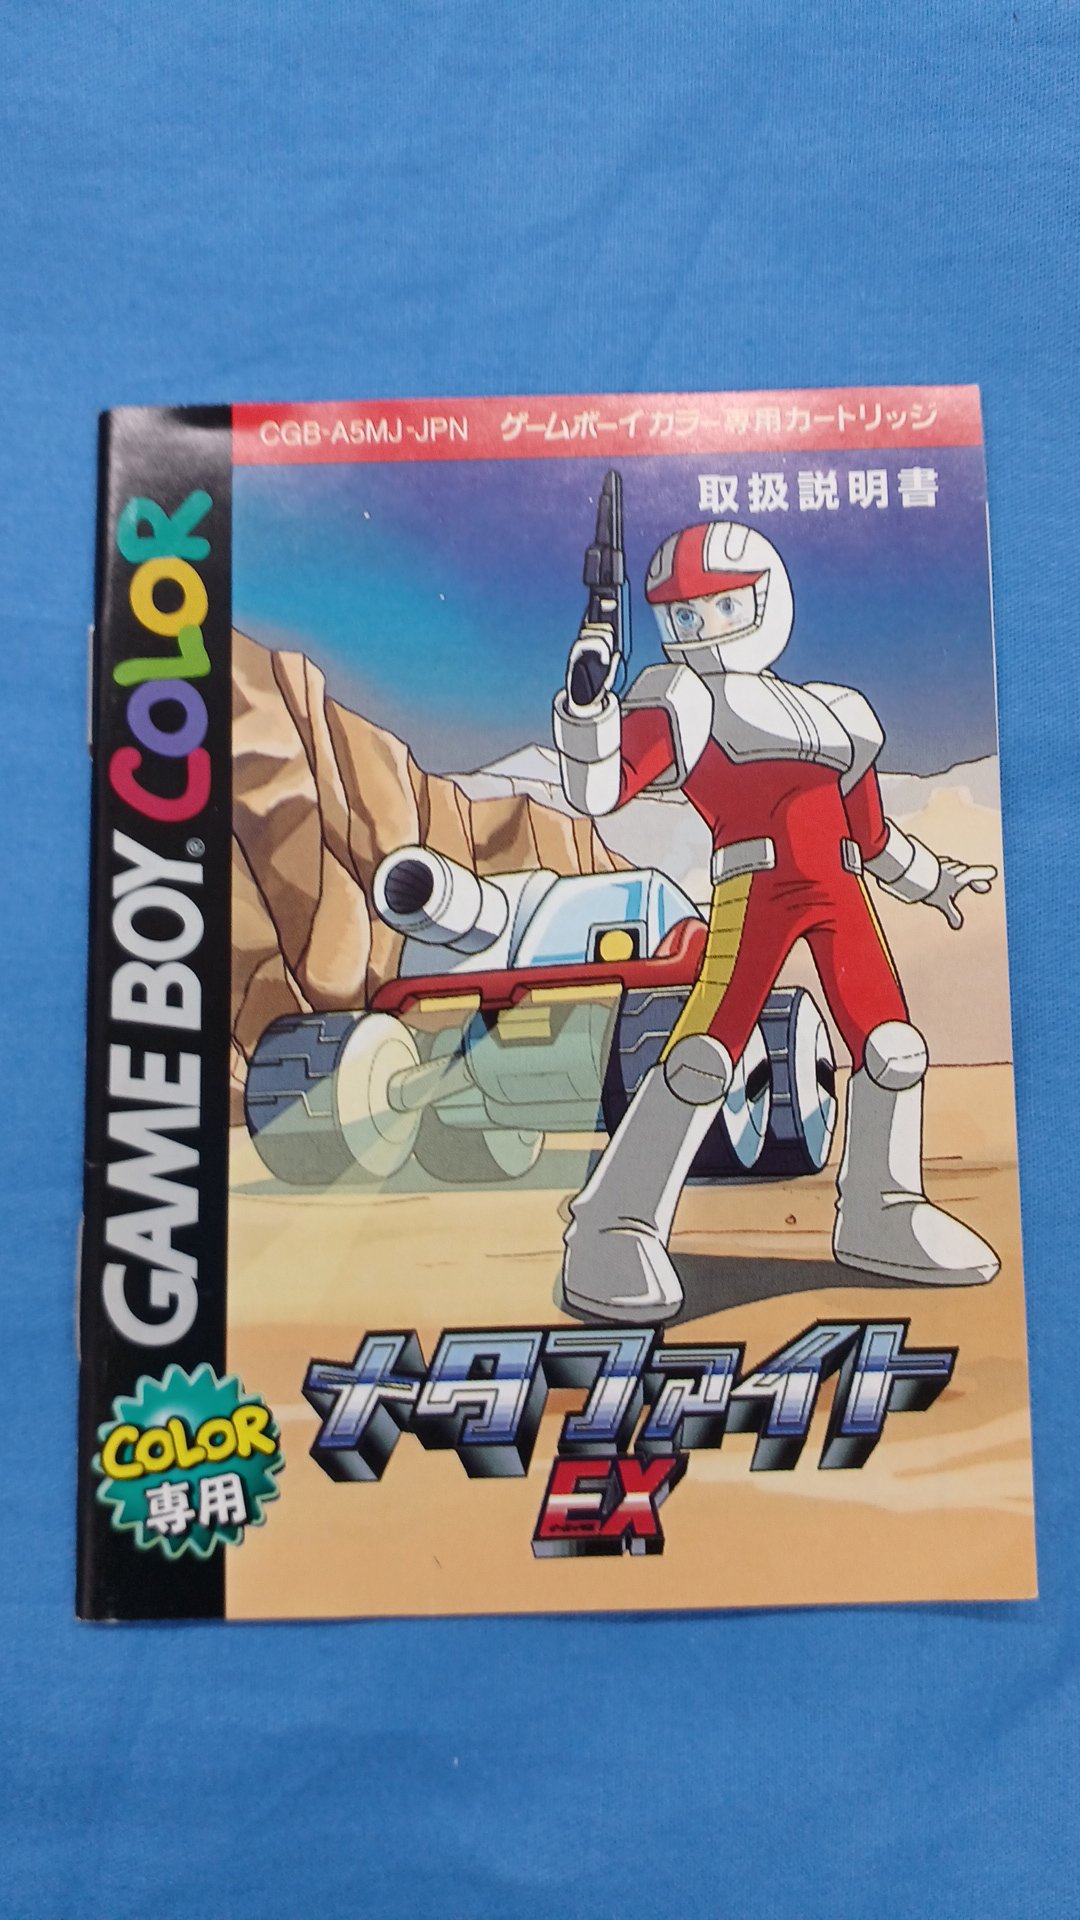 CGB-A5MJ-JPN ゲームボーイカラー専用カートリッジ
取扱説明書
GAME BOY® COLOR
メタファイト
EX
COLOR
専用